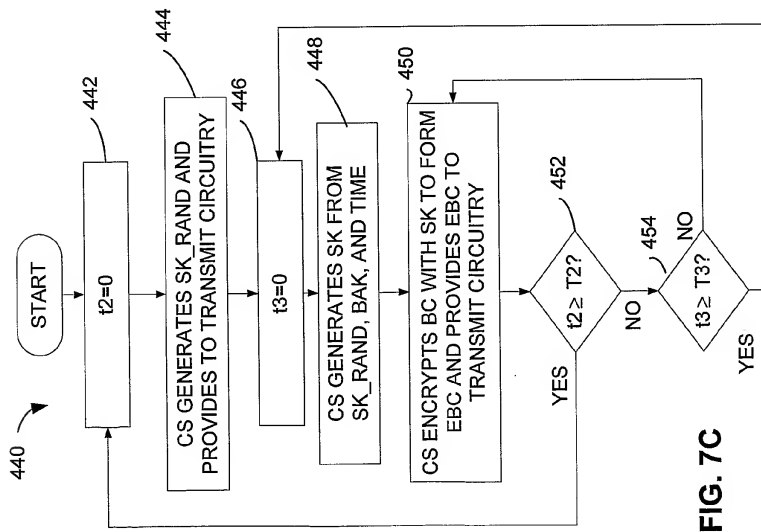 440
START
442
t2=0
444
CS GENERATES SK_RAND AND
PROVIDES TO TRANSMIT CIRCUITRY
446
t3=0
448
CS GENERATES SK FROM
SK_RAND, BAK, AND TIME
450
CS ENCRYPTS BC WITH SK TO FORM
EBC AND PROVIDES EBC TO
TRANSMIT CIRCUITRY
452
t2 ≥ T2?
YES
NO
454
t3 ≥ T3?
NO
YES
FIG. 7C